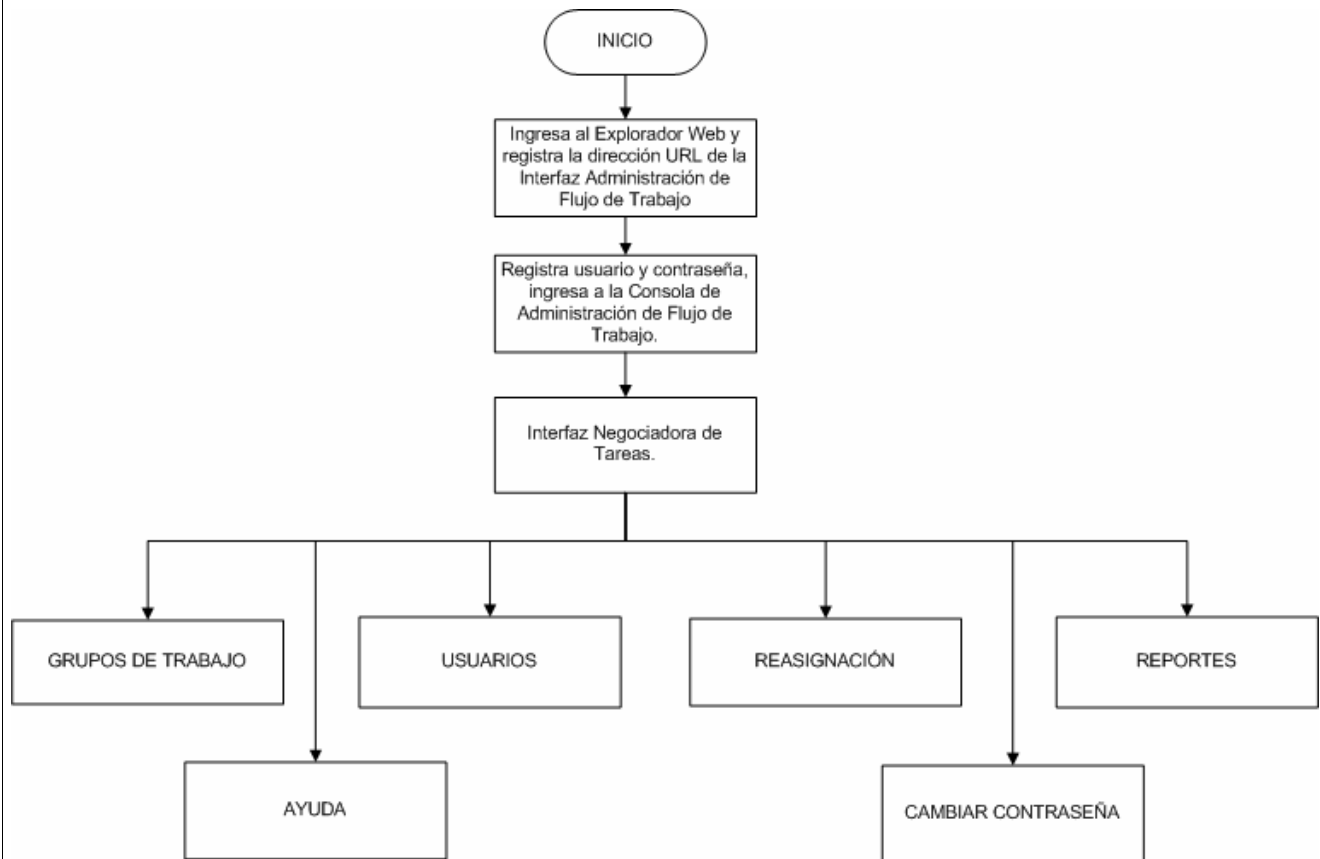 INICIO
Ingresa al Explorador Web y
registra la dirección URL de la
Interfaz Administración de
Flujo de Trabajo
Registra usuario y contraseña,
ingresa a la Consola de
Administración de Flujo de
Trabajo.
Interfaz Negociadora de
Tareas.
GRUPOS DE TRABAJO
USUARIOS
REASIGNACIÓN
REPORTES
AYUDA
CAMBIAR CONTRASEÑA